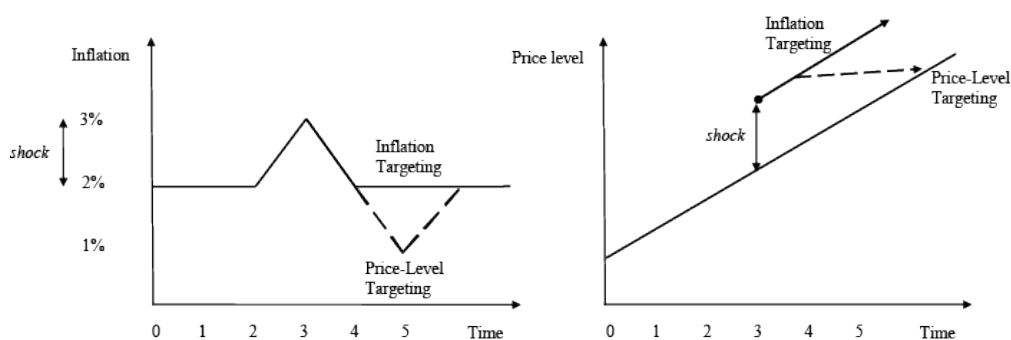 Inflation
3%
shock
2%
1%
Inflation
Targeting
Price-Level
Targeting
0 1 2 3 4 5 Time
Price level
Inflation
Targeting
Price-Level
Targeting
shock
0 1 2 3 4 5 Time